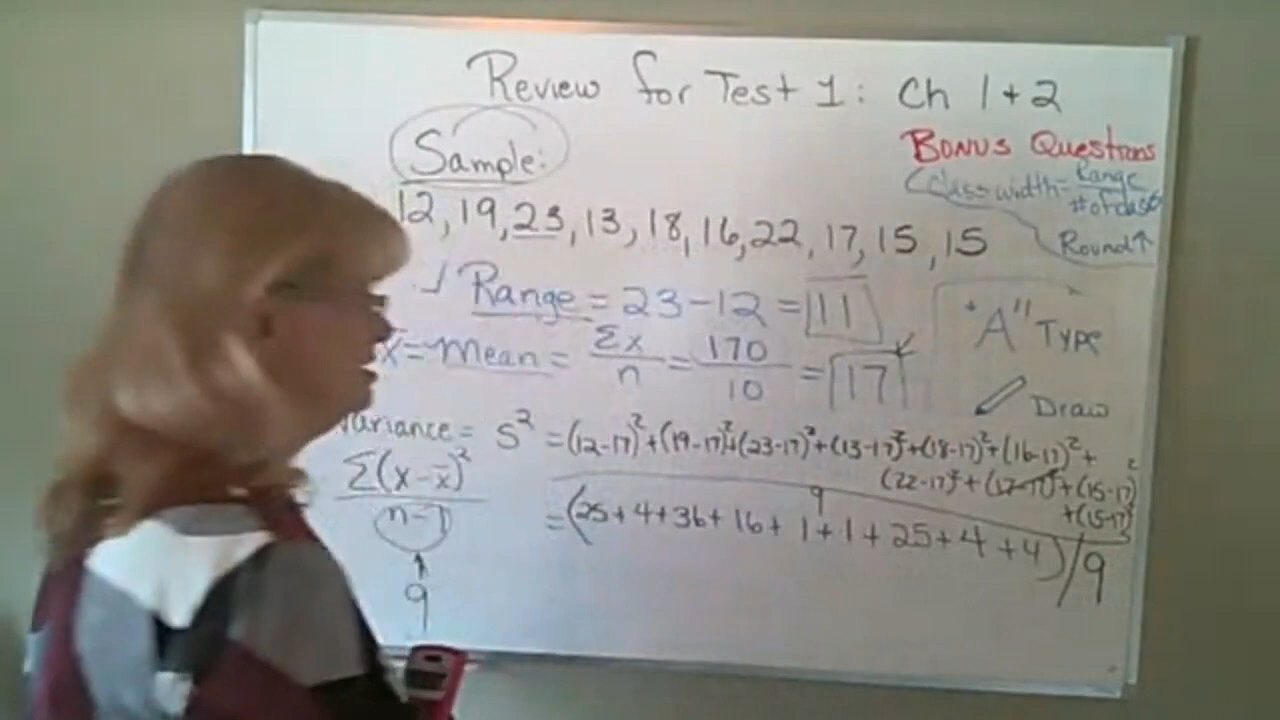 Review for Test 1: Ch 1+2
Bonus Questions
Class width = Range / # of classes
Round↑
Sample:
12, 19, 23, 13, 18, 16, 22, 17, 15, 15
Range = 23-12 = 11
x̄ = Mean = Σx/n = 170/10 = 17
"A" Type
Draw
Variance = S² = (12-17)²+(19-17)²+(23-17)²+(13-17)²+(18-17)²+(16-17)²+
(22-17)²+(17-17)²+(15-17)²
+(15-17)²
9
Σ(x-x̄)²
n-1
9
=(25+4+36+16+1+1+25+4+4)/9